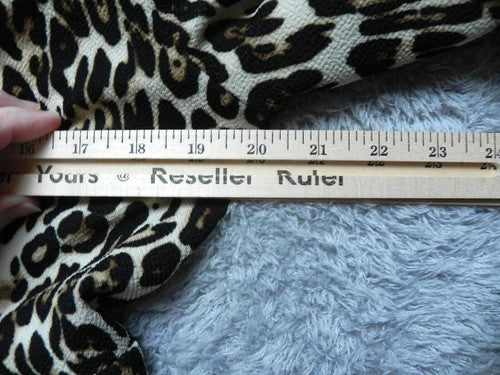 16 17 18 19 20 21 22 23 24
Yours @ Reseller Ruler